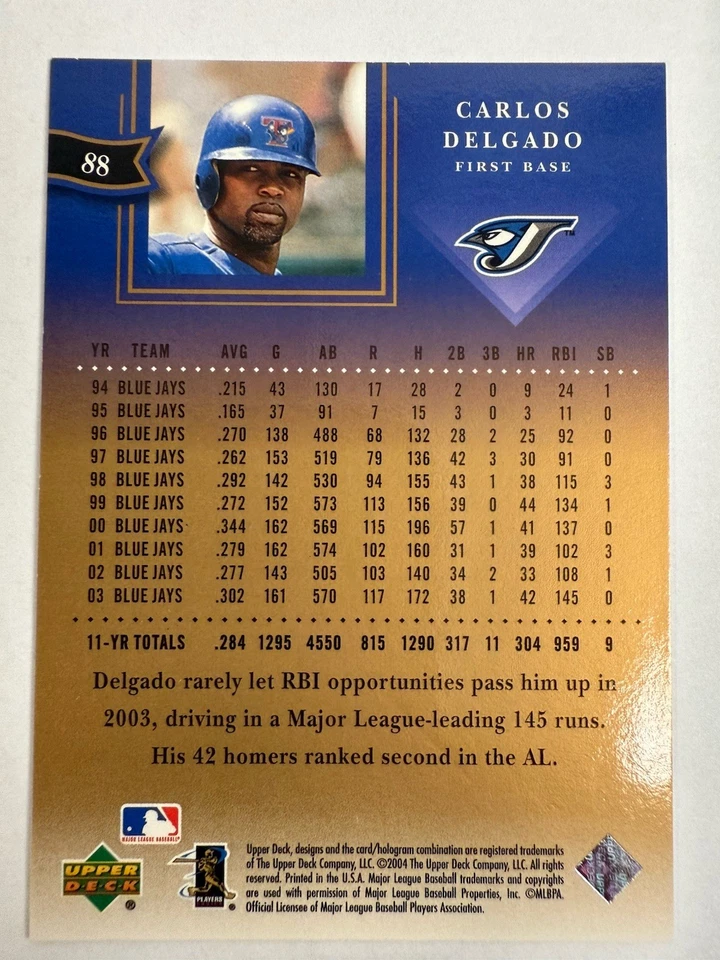 88
T
CARLOS
DELGADO
FIRST BASE
J™
YR TEAM AVG G AB R H 2B 3B HR RBI SB
94 BLUE JAYS .215 43 130 17 28 2 0 9 24 1
95 BLUE JAYS .165 37 91 7 15 3 0 3 11 0
96 BLUE JAYS .270 138 488 68 132 28 2 25 92 0
97 BLUE JAYS .262 153 519 79 136 42 3 30 91 0
98 BLUE JAYS .292 142 530 94 155 43 1 38 115 3
99 BLUE JAYS .272 152 573 113 156 39 0 44 134 1
00 BLUE JAYS .344 162 569 115 196 57 1 41 137 0
01 BLUE JAYS .279 162 574 102 160 31 1 39 102 3
02 BLUE JAYS .277 143 505 103 140 34 2 33 108 1
03 BLUE JAYS .302 161 570 117 172 38 1 42 145 0
11-YR TOTALS .284 1295 4550 815 1290 317 11 304 959 9
Delgado rarely let RBI opportunities pass him up in
2003, driving in a Major League-leading 145 runs.
His 42 homers ranked second in the AL.
MAJOR LEAGUE BASEBALL®
UPPER
DECK®
PLAYERS®
Upper Deck, designs and the card/hologram combination are registered trademarks
of The Upper Deck Company, LLC. ©2004 The Upper Deck Company, LLC. All rights
reserved. Printed in the U.S.A. Major League Baseball trademarks and copyrights
are used with permission of Major League Baseball Properties, Inc. ©MLBPA.
Official Licensee of Major League Baseball Players Association.